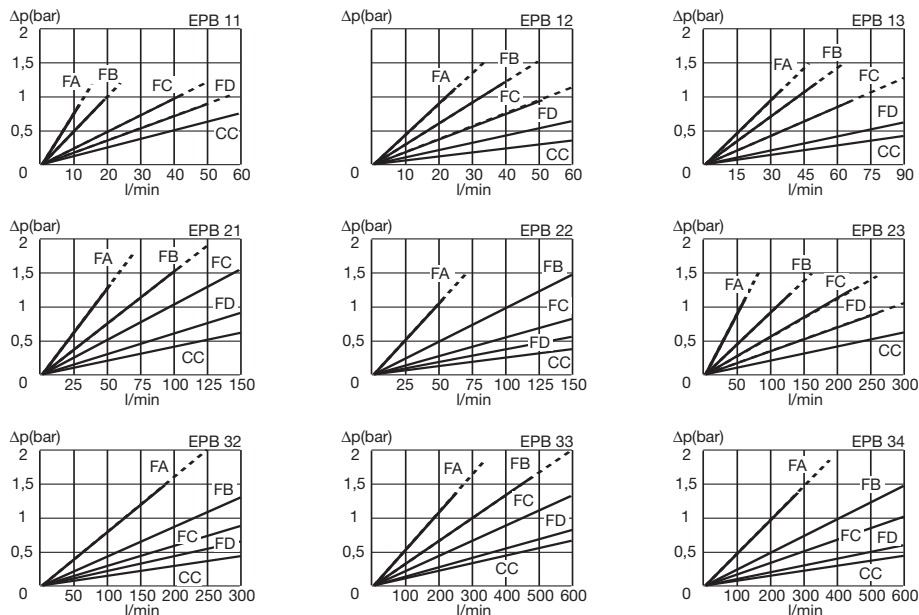 Δp(bar) EPB 11
2
1,5
1
0,5
0
FA FB FC FD CC
10 20 30 40 50 60
l/min
Δp(bar) EPB 12
2
1,5
1
0,5
0
FA FB FC FD CC
10 20 30 40 50 60
l/min
Δp(bar) EPB 13
2
1,5
1
0,5
0
FA FB FC FD CC
15 30 45 60 75 90
l/min
Δp(bar) EPB 21
2
1,5
1
0,5
0
FA FB FC FD CC
25 50 75 100 125 150
l/min
Δp(bar) EPB 22
2
1,5
1
0,5
0
FA FB FC FD CC
25 50 75 100 125 150
l/min
Δp(bar) EPB 23
2
1,5
1
0,5
0
FA FB FC FD CC
50 100 150 200 250 300
l/min
Δp(bar) EPB 32
2
1,5
1
0,5
0
FA FB FC FD CC
50 100 150 200 250 300
l/min
Δp(bar) EPB 33
2
1,5
1
0,5
0
FA FB FC FD CC
100 200 300 400 500 600
l/min
Δp(bar) EPB 34
2
1,5
1
0,5
0
FA FB FC FD CC
100 200 300 400 500 600
l/min